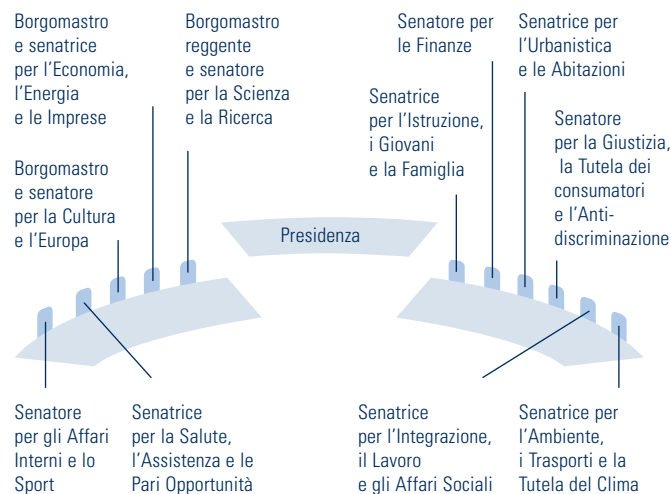 Borgomastro
e senatrice
per l'Economia,
l'Energia
e le Imprese
Borgomastro
reggente
e senatore
per la Scienza
e la Ricerca
Senatore per
le Finanze
Senatrice per
l'Urbanistica
e le Abitazioni
Senatrice
per l'Istruzione,
i Giovani
e la Famiglia
Senatore
per la Giustizia,
la Tutela dei
consumatori
e l'Anti-
discriminazione
Borgomastro
e senatore
per la Cultura
e l'Europa
Presidenza
Senatore
per gli Affari
Interni e lo
Sport
Senatrice
per la Salute,
l'Assistenza e le
Pari Opportunità
Senatrice
per l'Integrazione,
il Lavoro
e gli Affari Sociali
Senatrice per
l'Ambiente,
i Trasporti e la
Tutela del Clima